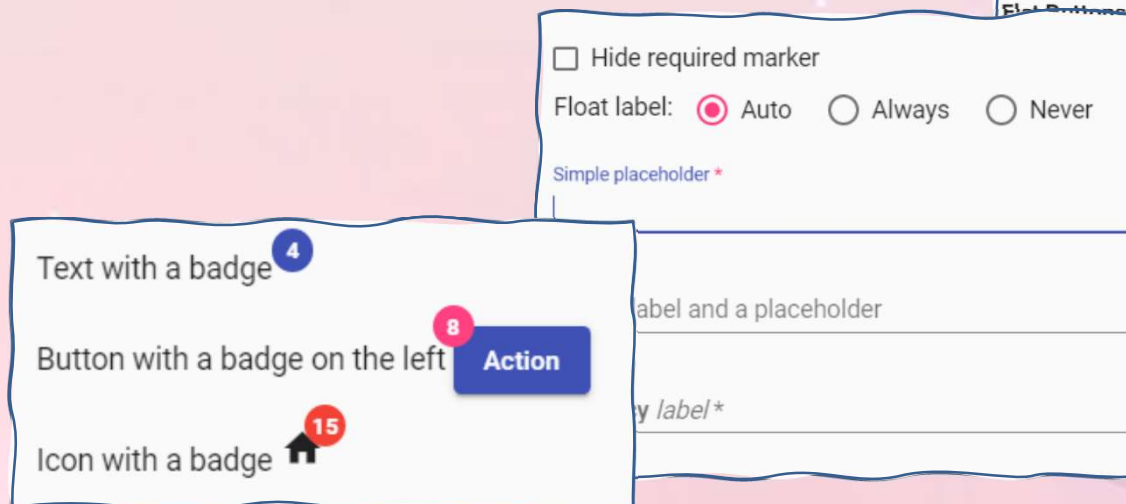 Hide required marker
Float label: Auto Always Never
Simple placeholder *
abel and a placeholder
y label *
Text with a badge 4
8
Button with a badge on the left Action
15
Icon with a badge